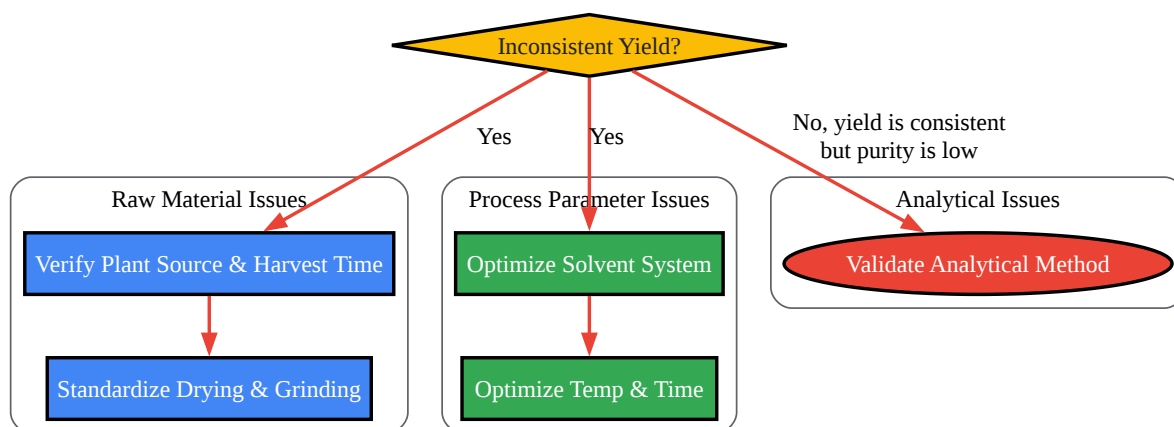 Inconsistent Yield?
Yes
Yes
No, yield is consistent
but purity is low
Raw Material Issues
Process Parameter Issues
Analytical Issues
Verify Plant Source & Harvest Time
Optimize Solvent System
Validate Analytical Method
Standardize Drying & Grinding
Optimize Temp & Time